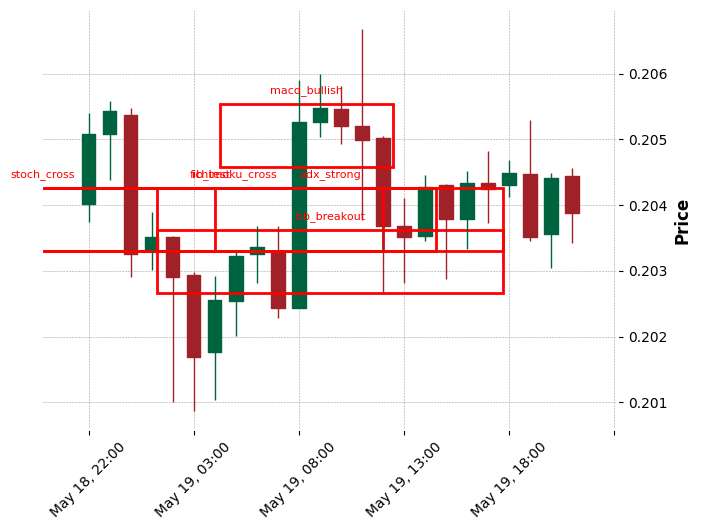 macd_bullish
stoch_cross
adx_strong
bb_breakout
0.206
0.205
0.204
0.203
0.202
0.201
Price
May 18, 22:00
May 19, 03:00
May 19, 08:00
May 19, 13:00
May 19, 18:00